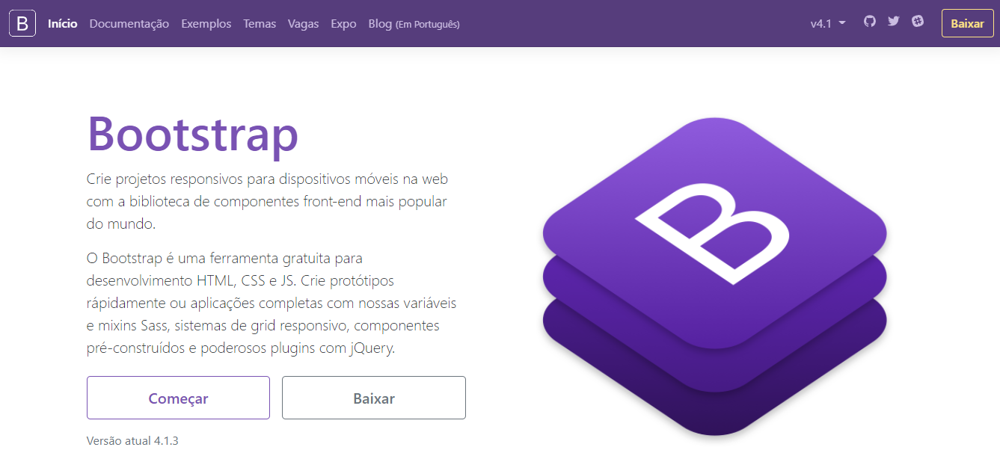 B Início Documentação Exemplos Temas Vagas Expo Blog (Em Português) v4.1 Baixar
Bootstrap
Crie projetos responsivos para dispositivos móveis na web
com a biblioteca de componentes front-end mais popular
do mundo.
O Bootstrap é uma ferramenta gratuita para
desenvolvimento HTML, CSS e JS. Crie protótipos
rápidamente ou aplicações completas com nossas variáveis
e mixins Sass, sistemas de grid responsivo, componentes
pré-construídos e poderosos plugins com jQuery.
Começar Baixar
Versão atual 4.1.3
B